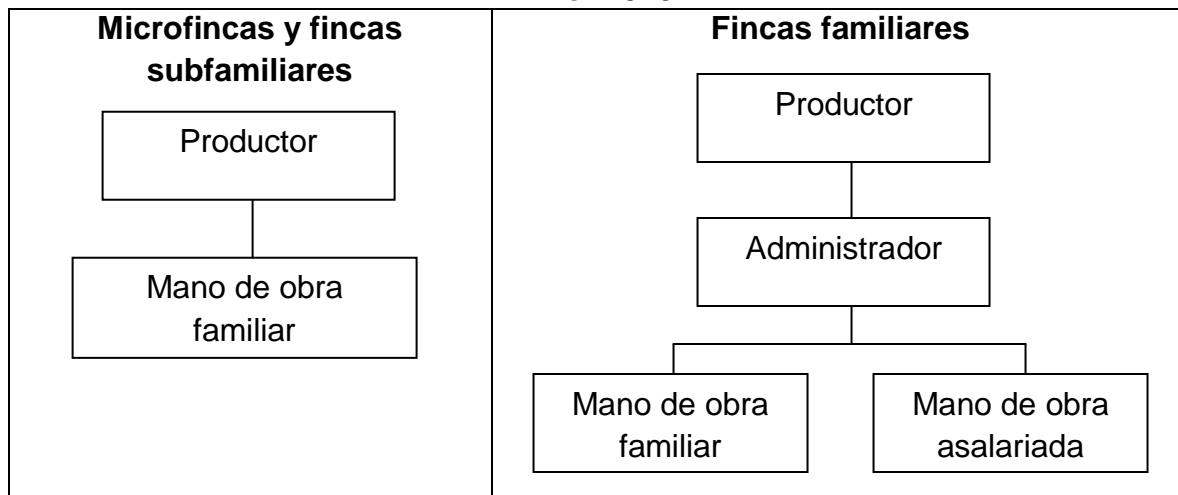 Microfincas y fincas
subfamiliares
Productor
Mano de obra
familiar
Fincas familiares
Productor
Administrador
Mano de obra
familiar
Mano de obra
asalariada